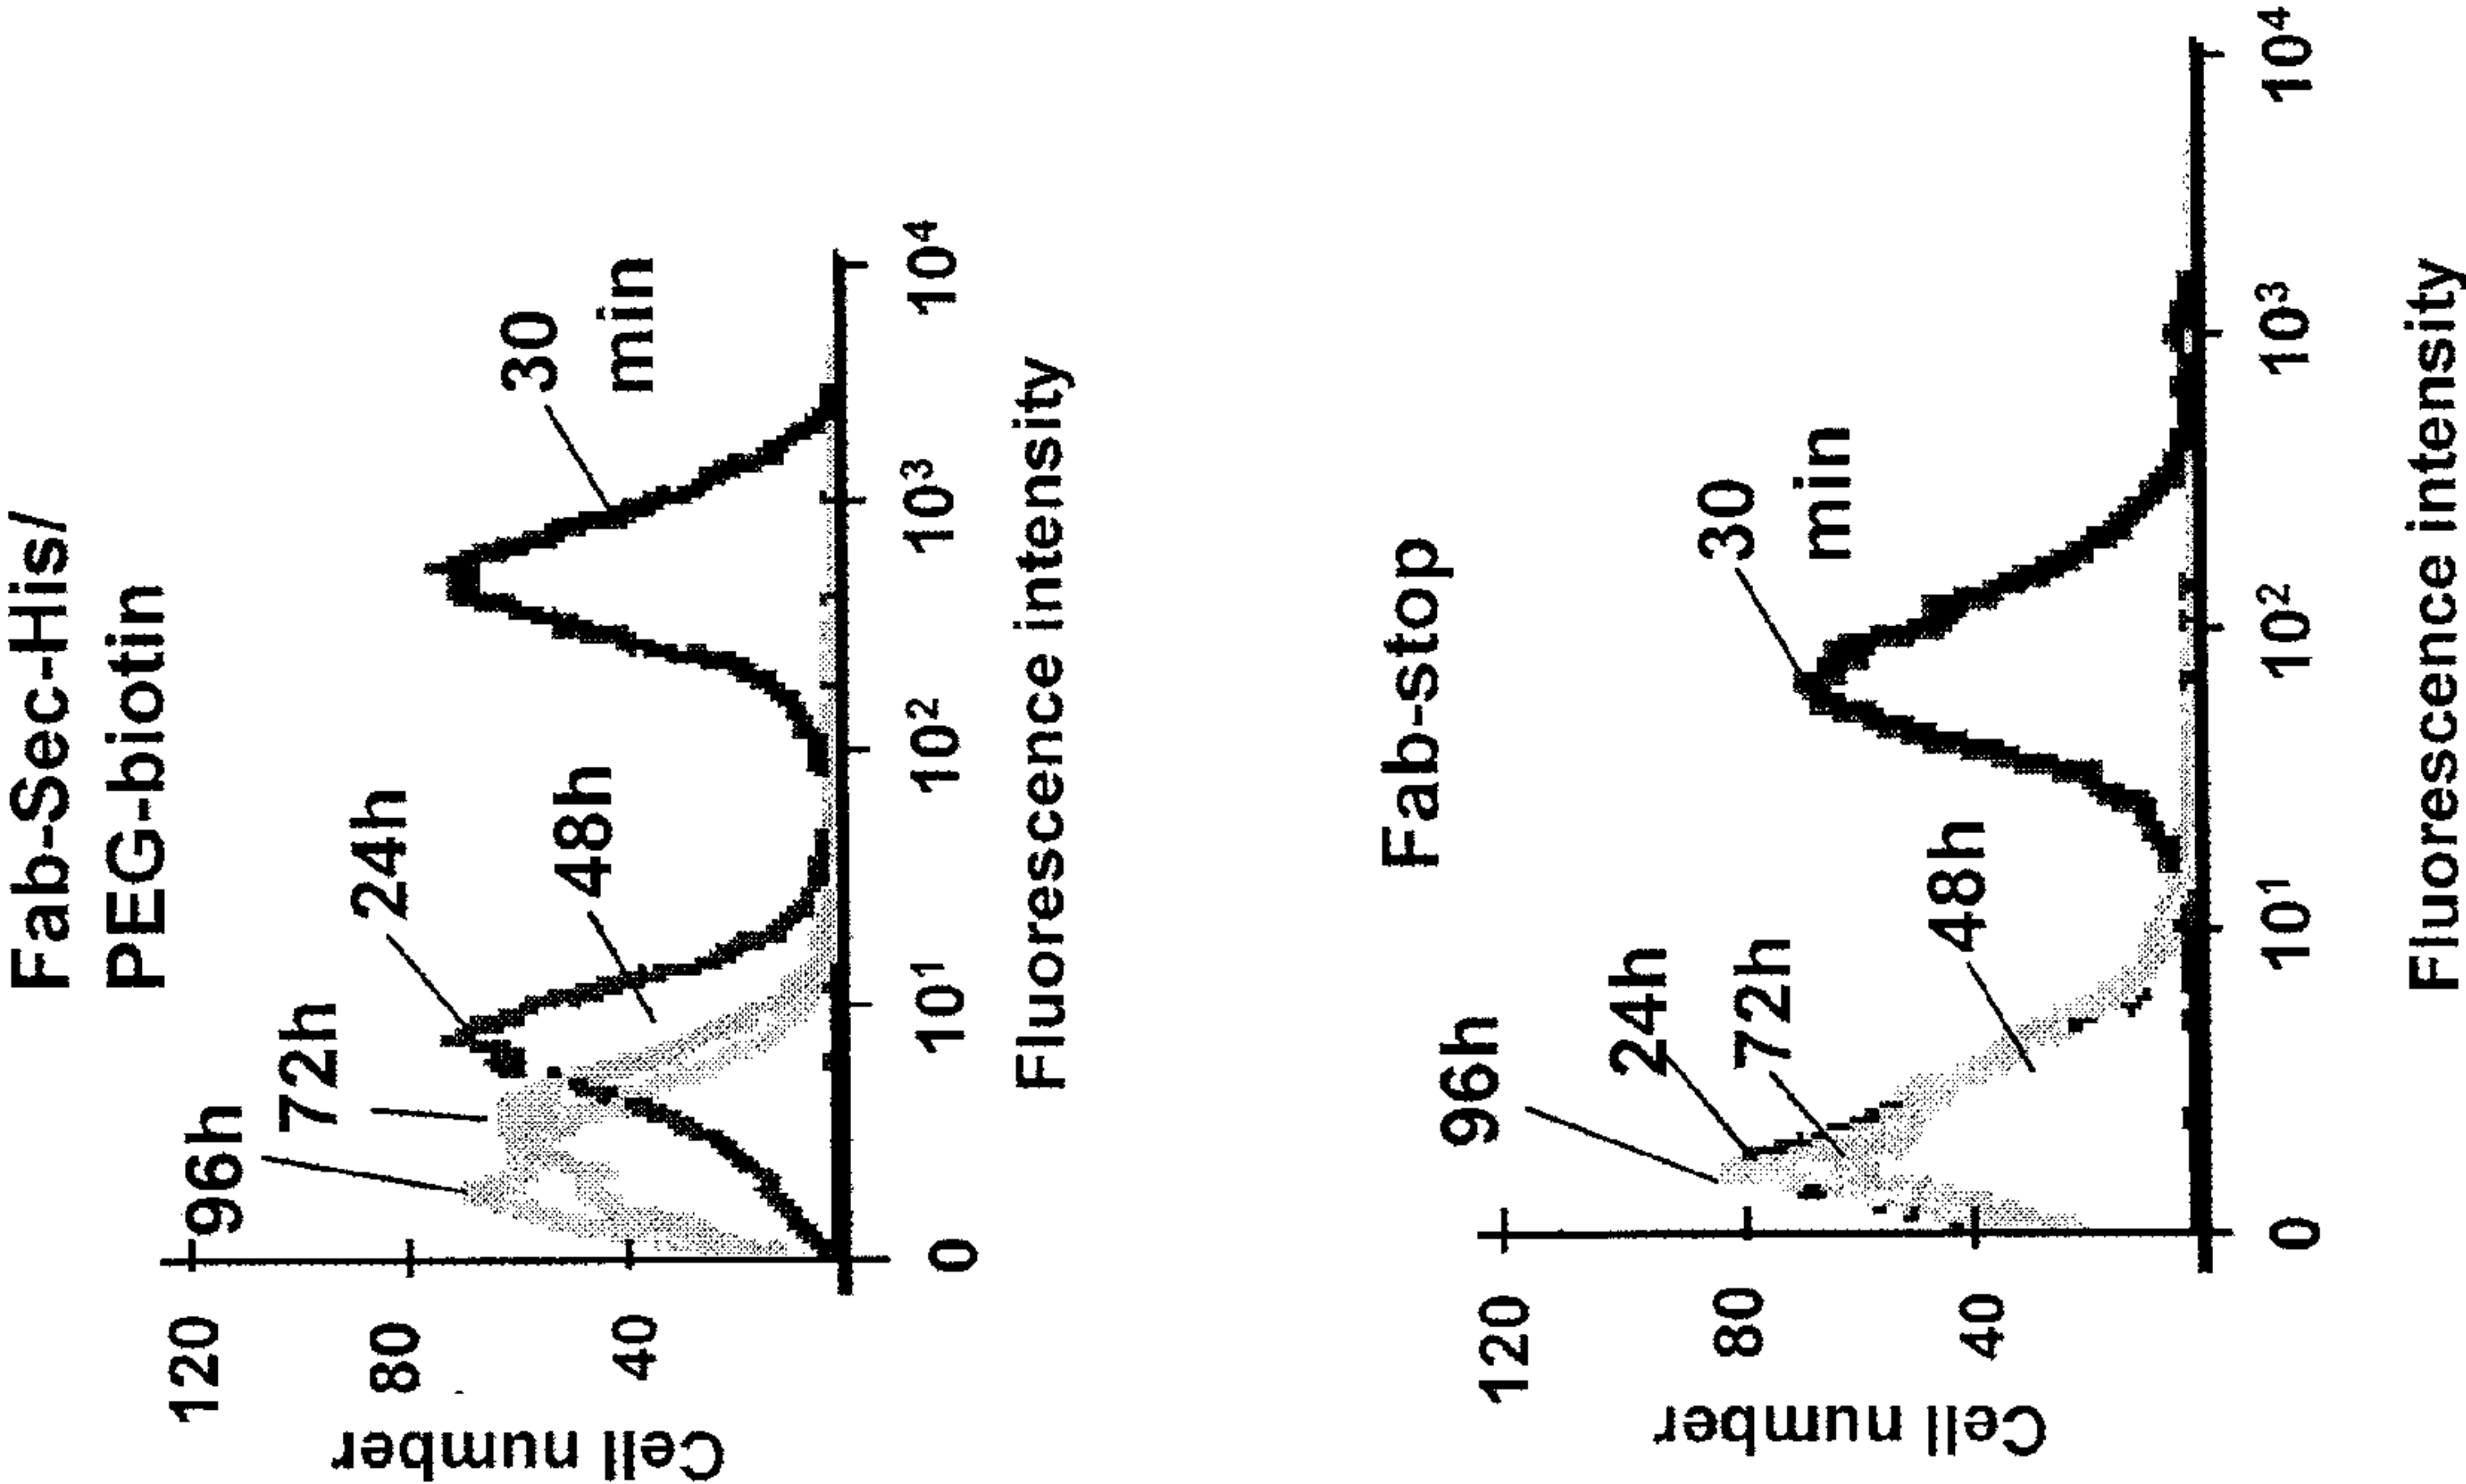 Fab-Sec-His/
PEG-biotin
Cell number
120
80
40
96h
72h
24h
48h
30
min
0
10¹
10²
10³
10⁴
Fluorescence intensity
Fab-stop
Cell number
120
80
40
96h
24h
72h
48h
30
min
0
10¹
10²
10³
10⁴
Fluorescence intensity